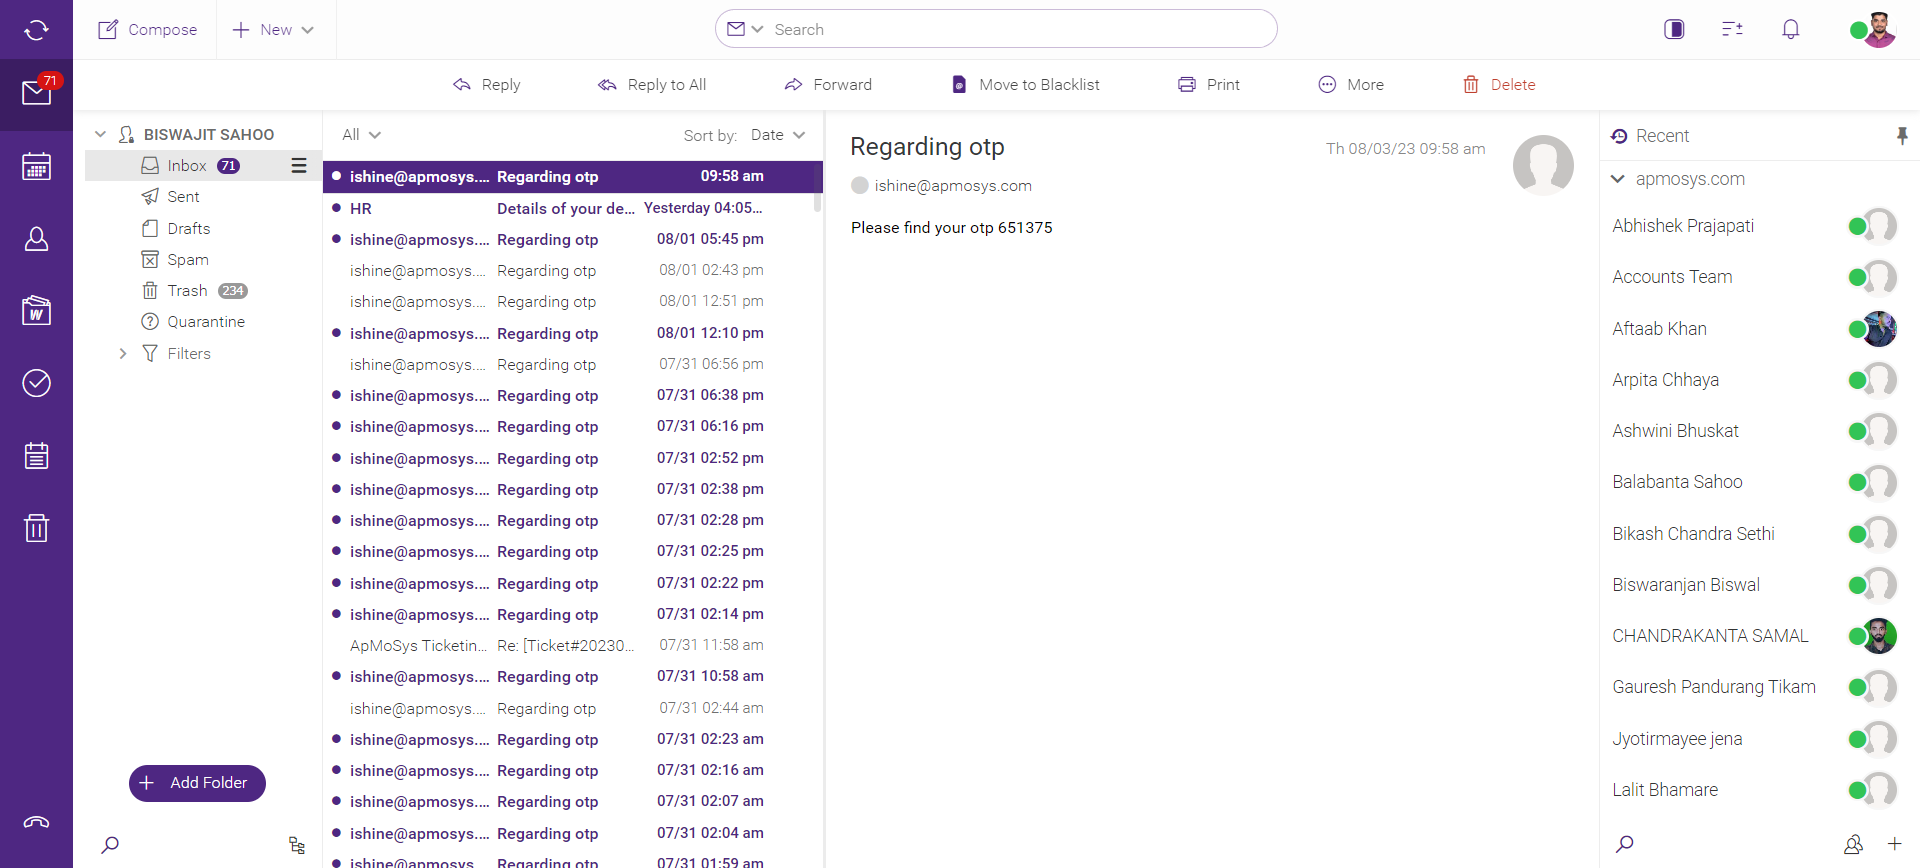 Compose
New
Search
71
Reply
Reply to All
Forward
Move to Blacklist
Print
More
Delete
BISWAJIT SAHOO
Inbox 71
Sent
Drafts
Spam
Trash 234
Quarantine
Filters
Add Folder
All
Sort by: Date
ishine@apmosys.... Regarding otp 09:58 am
HR Details of your de... Yesterday 04:05...
ishine@apmosys.... Regarding otp 08/01 05:45 pm
ishine@apmosys.... Regarding otp 08/01 02:43 pm
ishine@apmosys.... Regarding otp 08/01 12:51 pm
ishine@apmosys.... Regarding otp 08/01 12:10 pm
ishine@apmosys.... Regarding otp 07/31 06:56 pm
ishine@apmosys.... Regarding otp 07/31 06:38 pm
ishine@apmosys.... Regarding otp 07/31 06:16 pm
ishine@apmosys.... Regarding otp 07/31 02:52 pm
ishine@apmosys.... Regarding otp 07/31 02:38 pm
ishine@apmosys.... Regarding otp 07/31 02:28 pm
ishine@apmosys.... Regarding otp 07/31 02:25 pm
ishine@apmosys.... Regarding otp 07/31 02:22 pm
ishine@apmosys.... Regarding otp 07/31 02:14 pm
ApMoSys Ticketin... Re: [Ticket#20230... 07/31 11:58 am
ishine@apmosys.... Regarding otp 07/31 10:58 am
ishine@apmosys.... Regarding otp 07/31 02:44 am
ishine@apmosys.... Regarding otp 07/31 02:23 am
ishine@apmosys.... Regarding otp 07/31 02:16 am
ishine@apmosys.... Regarding otp 07/31 02:07 am
ishine@apmosys.... Regarding otp 07/31 02:04 am
ishine@apmosys.... Regarding otp 07/31 01:59 am
Regarding otp
Th 08/03/23 09:58 am
ishine@apmosys.com
Please find your otp 651375
Recent
apmosys.com
Abhishek Prajapati
Accounts Team
Aftaab Khan
Arpita Chhaya
Ashwini Bhuskat
Balabanta Sahoo
Bikash Chandra Sethi
Biswaranjan Biswal
CHANDRAKANTA SAMAL
Gauresh Pandurang Tikam
Jyotirmayee jena
Lalit Bhamare